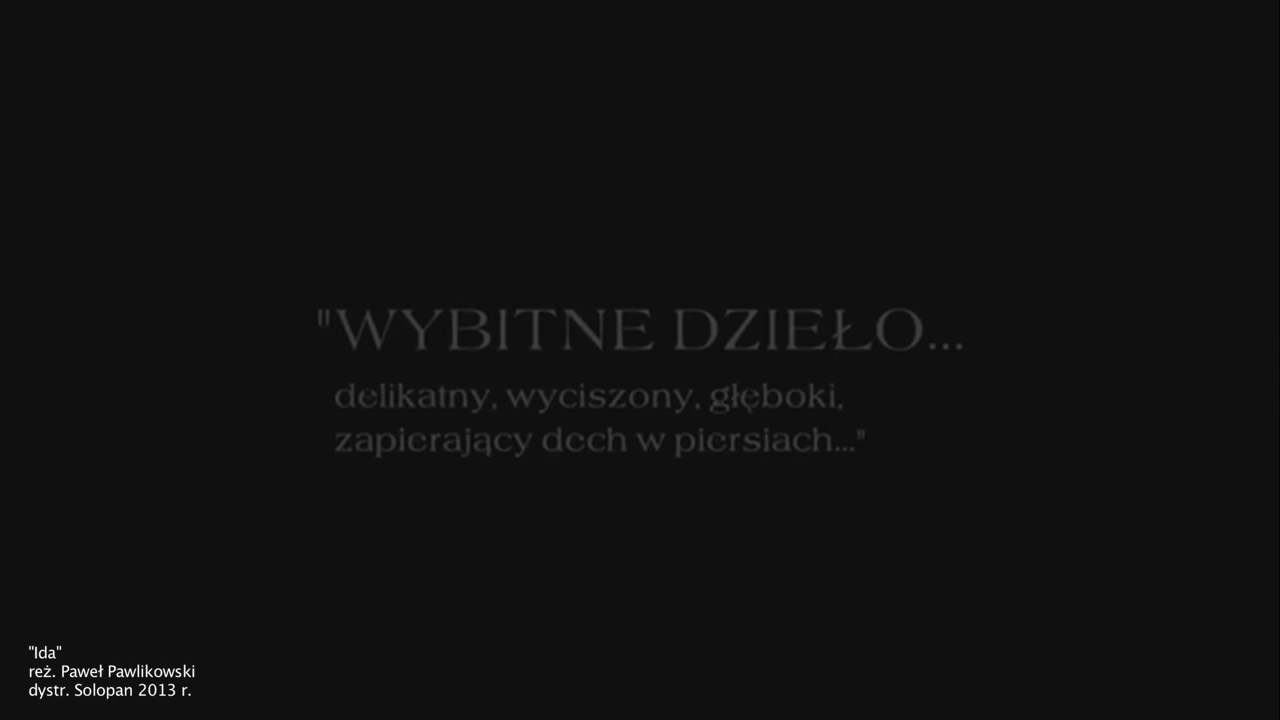 "WYBITNE DZIEŁO...
delikatny, wyciszony, głęboki,
zapierający dech w piersiach..."
"Ida"
reż. Paweł Pawlikowski
dystr. Solopan 2013 r.